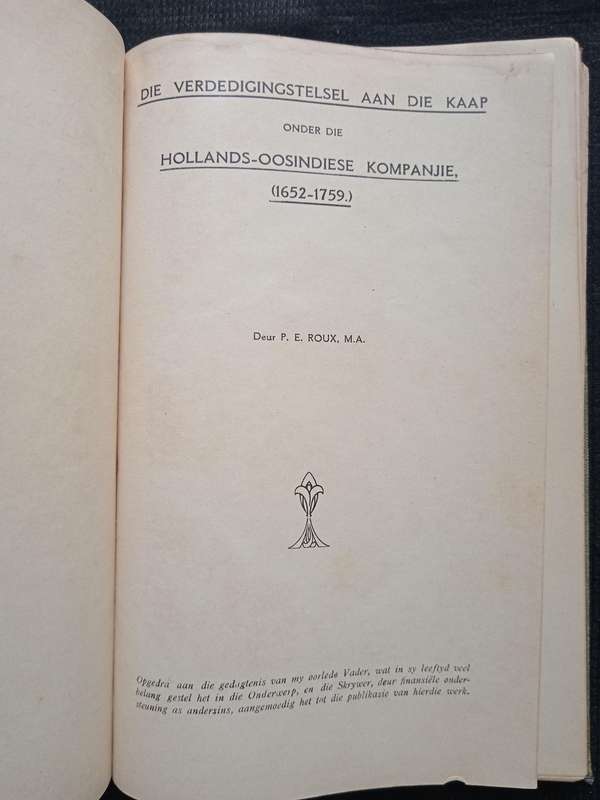 DIE VERDEDIGINGSTELSEL AAN DIE KAAP
ONDER DIE
HOLLANDS-OOSINDIESE KOMPANJIE,
(1652-1759.)
Deur P. E. ROUX, M.A.
Opgedra aan die gedagtenis van my oorlede Vader, wat in sy leeftyd veel
belang gestel het in die Onderwerp, en die Skrywer, deur finansiële onder-
steuning as andersins, aangemoedig het tot die publikasie van hierdie werk.